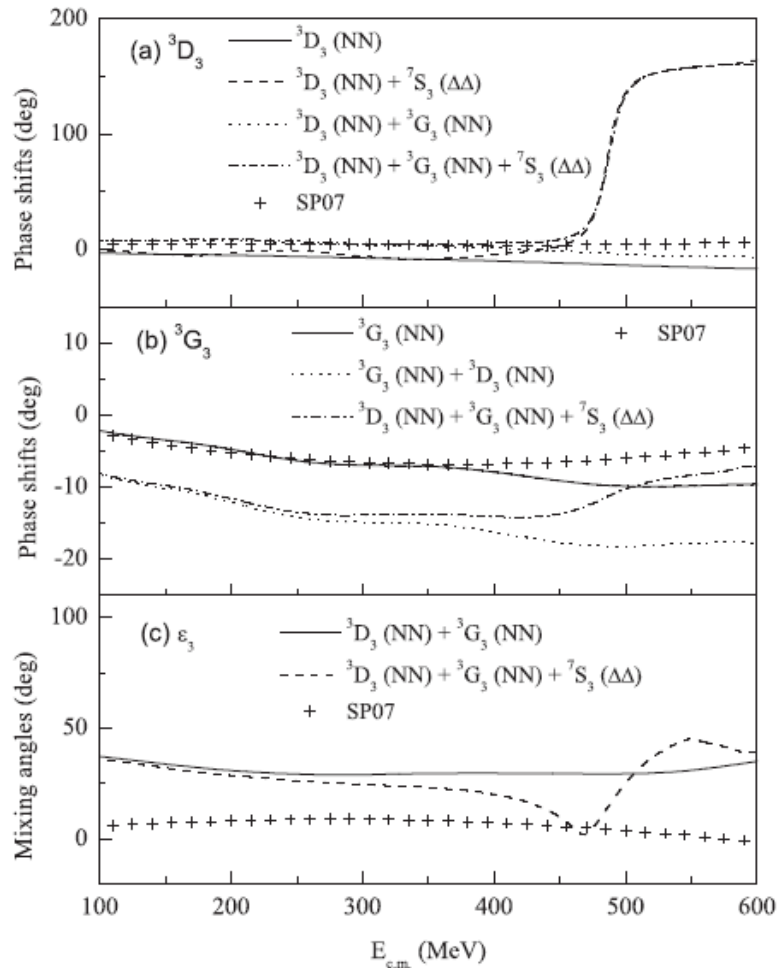 200
(a) ³D₃
³D₃ (NN)
³D₃ (NN) + ⁷S₃ (ΔΔ)
³D₃ (NN) + ³G₃ (NN)
³D₃ (NN) + ³G₃ (NN) + ⁷S₃ (ΔΔ)
+ SP07
100
0
Phase shifts (deg)
(b) ³G₃
³G₃ (NN)
+ SP07
³G₃ (NN) + ³D₃ (NN)
³D₃ (NN) + ³G₃ (NN) + ⁷S₃ (ΔΔ)
10
0
-10
-20
Phase shifts (deg)
100
(c) ε₃
³D₃ (NN) + ³G₃ (NN)
³D₃ (NN) + ³G₃ (NN) + ⁷S₃ (ΔΔ)
+ SP07
50
0
Mixing angles (deg)
100 200 300 400 500 600
E_c.m. (MeV)